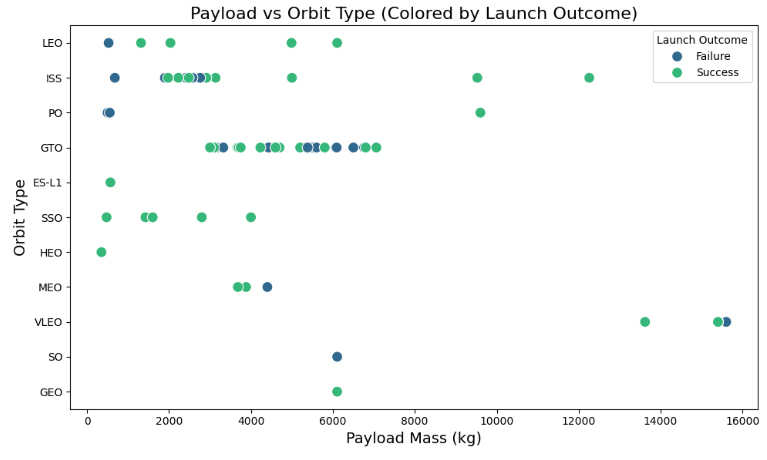 Payload vs Orbit Type (Colored by Launch Outcome)
Launch Outcome
Failure
Success
Orbit Type
LEO
ISS
PO
GTO
ES-L1
SSO
HEO
MEO
VLEO
SO
GEO
0 2000 4000 6000 8000 10000 12000 14000 16000
Payload Mass (kg)